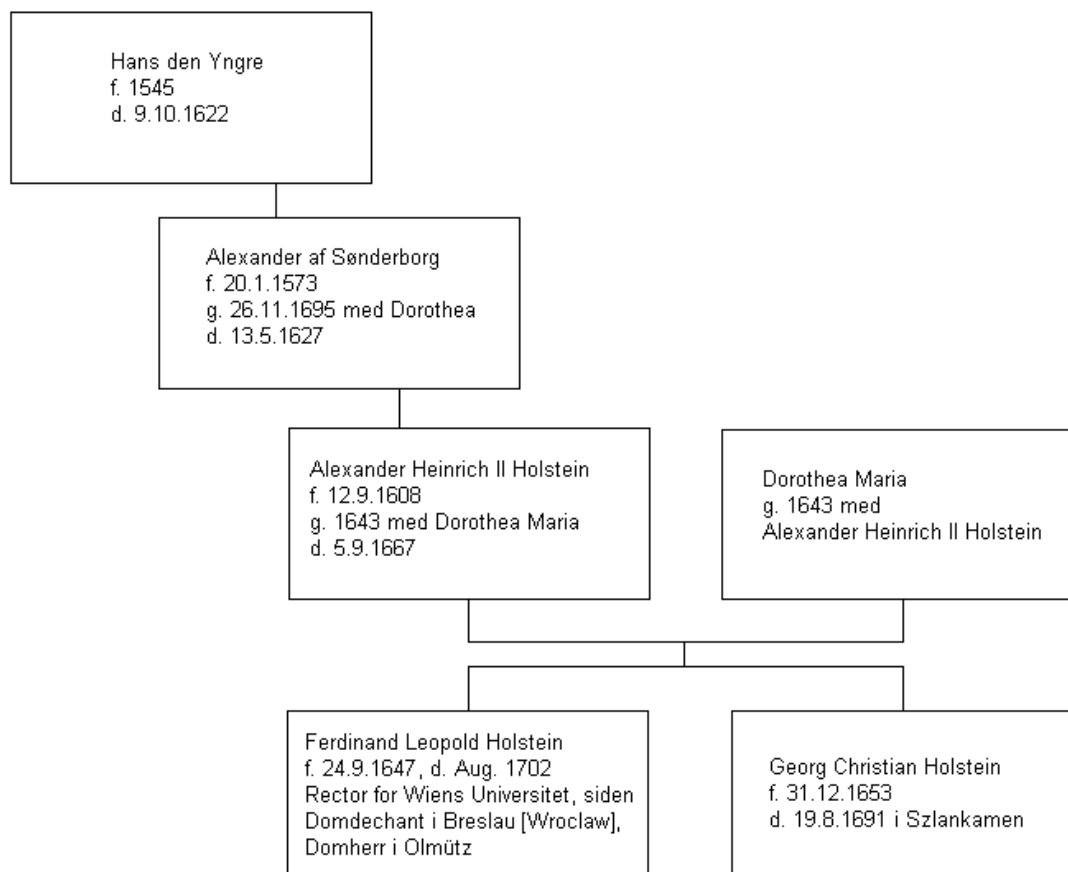 Hans den Yngre
f. 1545
d. 9.10.1622
Alexander af Sønderborg
f. 20.1.1573
g. 26.11.1695 med Dorothea
d. 13.5.1627
Alexander Heinrich II Holstein
f. 12.9.1608
g. 1643 med Dorothea Maria
d. 5.9.1667
Dorothea Maria
g. 1643 med
Alexander Heinrich II Holstein
Ferdinand Leopold Holstein
f. 24.9.1647, d. Aug. 1702
Rector for Wiens Universitet, siden
Domdechant i Breslau [Wroclaw],
Domherr i Olmütz
Georg Christian Holstein
f. 31.12.1653
d. 19.8.1691 i Szlankamen